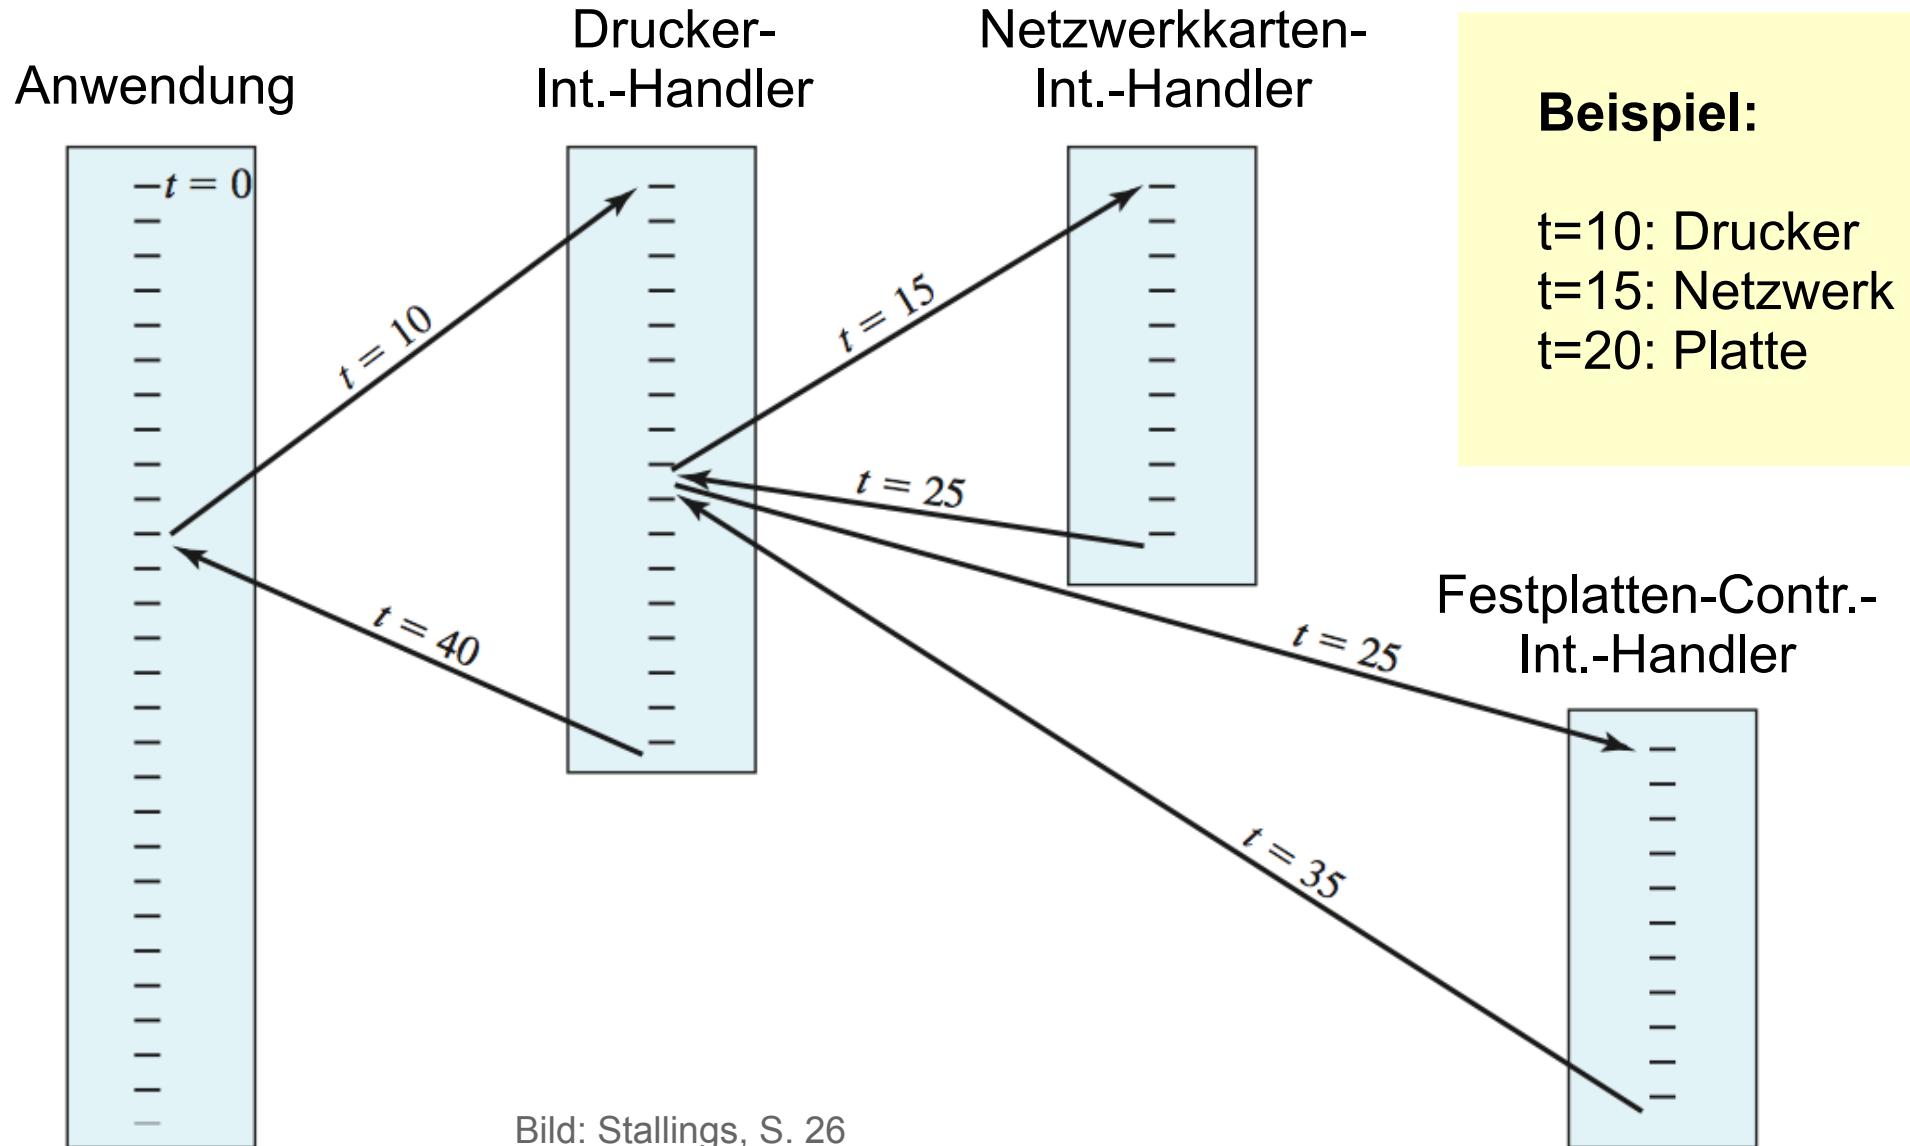 Anwendung
Drucker-
Int.-Handler
Netzwerkkarten-
Int.-Handler
Beispiel:
t=10: Drucker
t=15: Netzwerk
t=20: Platte
t = 0
t = 10
t = 15
t = 25
t = 40
t = 25
Festplatten-Contr.-
Int.-Handler
t = 35
Bild: Stallings, S. 26